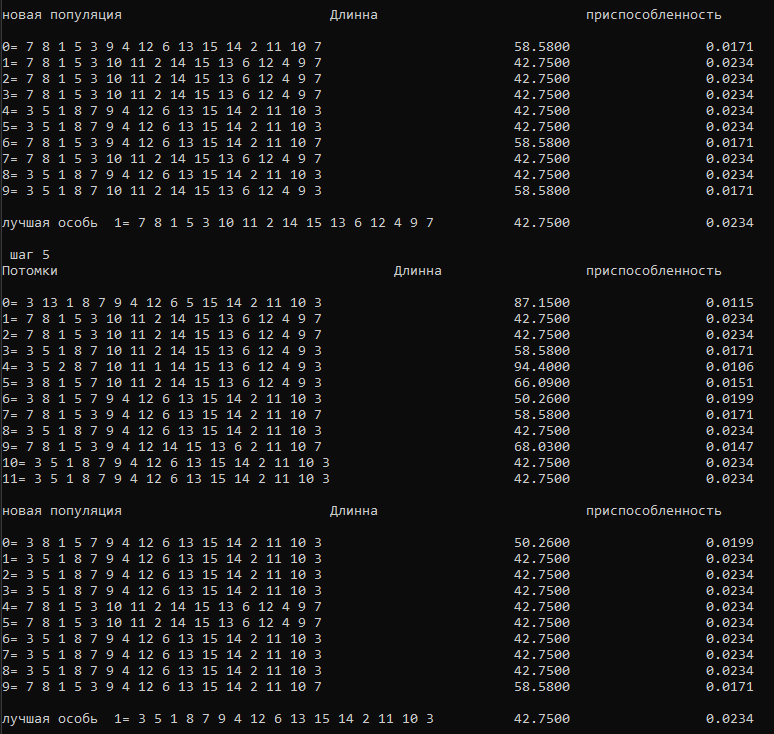 новая популяция Длинна приспособленность
0= 7 8 1 5 3 9 4 12 6 13 15 14 2 11 10 7 58.5800 0.0171
1= 7 8 1 5 3 10 11 2 14 15 13 6 12 4 9 7 42.7500 0.0234
2= 7 8 1 5 3 10 11 2 14 15 13 6 12 4 9 7 42.7500 0.0234
3= 7 8 1 5 3 10 11 2 14 15 13 6 12 4 9 7 42.7500 0.0234
4= 3 5 1 8 7 9 4 12 6 13 15 14 2 11 10 3 42.7500 0.0234
5= 3 5 1 8 7 9 4 12 6 13 15 14 2 11 10 3 42.7500 0.0234
6= 7 8 1 5 3 9 4 12 6 13 15 14 2 11 10 7 58.5800 0.0171
7= 7 8 1 5 3 10 11 2 14 15 13 6 12 4 9 7 42.7500 0.0234
8= 3 5 1 8 7 9 4 12 6 13 15 14 2 11 10 3 42.7500 0.0234
9= 3 5 1 8 7 10 11 2 14 15 13 6 12 4 9 3 58.5800 0.0171
лучшая особь 1= 7 8 1 5 3 10 11 2 14 15 13 6 12 4 9 7 42.7500 0.0234
шаг 5
Потомки Длинна приспособленность
0= 3 13 1 8 7 9 4 12 6 5 15 14 2 11 10 3 87.1500 0.0115
1= 7 8 1 5 3 10 11 2 14 15 13 6 12 4 9 7 42.7500 0.0234
2= 7 8 1 5 3 10 11 2 14 15 13 6 12 4 9 7 42.7500 0.0234
3= 3 5 1 8 7 10 11 2 14 15 13 6 12 4 9 3 58.5800 0.0171
4= 3 5 2 8 7 10 11 1 14 15 13 6 12 4 9 3 94.4000 0.0106
5= 3 8 1 5 7 10 11 2 14 15 13 6 12 4 9 3 66.0900 0.0151
6= 3 8 1 5 7 9 4 12 6 13 15 14 2 11 10 3 50.2600 0.0199
7= 7 8 1 5 3 9 4 12 6 13 15 14 2 11 10 7 58.5800 0.0171
8= 3 5 1 8 7 9 4 12 6 13 15 14 2 11 10 3 42.7500 0.0234
9= 7 8 1 5 3 9 4 12 14 15 13 6 2 11 10 7 68.0300 0.0147
10= 3 5 1 8 7 9 4 12 6 13 15 14 2 11 10 3 42.7500 0.0234
11= 3 5 1 8 7 9 4 12 6 13 15 14 2 11 10 3 42.7500 0.0234
новая популяция Длинна приспособленность
0= 3 8 1 5 7 9 4 12 6 13 15 14 2 11 10 3 50.2600 0.0199
1= 3 5 1 8 7 9 4 12 6 13 15 14 2 11 10 3 42.7500 0.0234
2= 3 5 1 8 7 9 4 12 6 13 15 14 2 11 10 3 42.7500 0.0234
3= 3 5 1 8 7 9 4 12 6 13 15 14 2 11 10 3 42.7500 0.0234
4= 7 8 1 5 3 10 11 2 14 15 13 6 12 4 9 7 42.7500 0.0234
5= 7 8 1 5 3 10 11 2 14 15 13 6 12 4 9 7 42.7500 0.0234
6= 3 5 1 8 7 9 4 12 6 13 15 14 2 11 10 3 42.7500 0.0234
7= 3 5 1 8 7 9 4 12 6 13 15 14 2 11 10 3 42.7500 0.0234
8= 3 5 1 8 7 9 4 12 6 13 15 14 2 11 10 3 42.7500 0.0234
9= 7 8 1 5 3 9 4 12 6 13 15 14 2 11 10 7 58.5800 0.0171
лучшая особь 1= 3 5 1 8 7 9 4 12 6 13 15 14 2 11 10 3 42.7500 0.0234